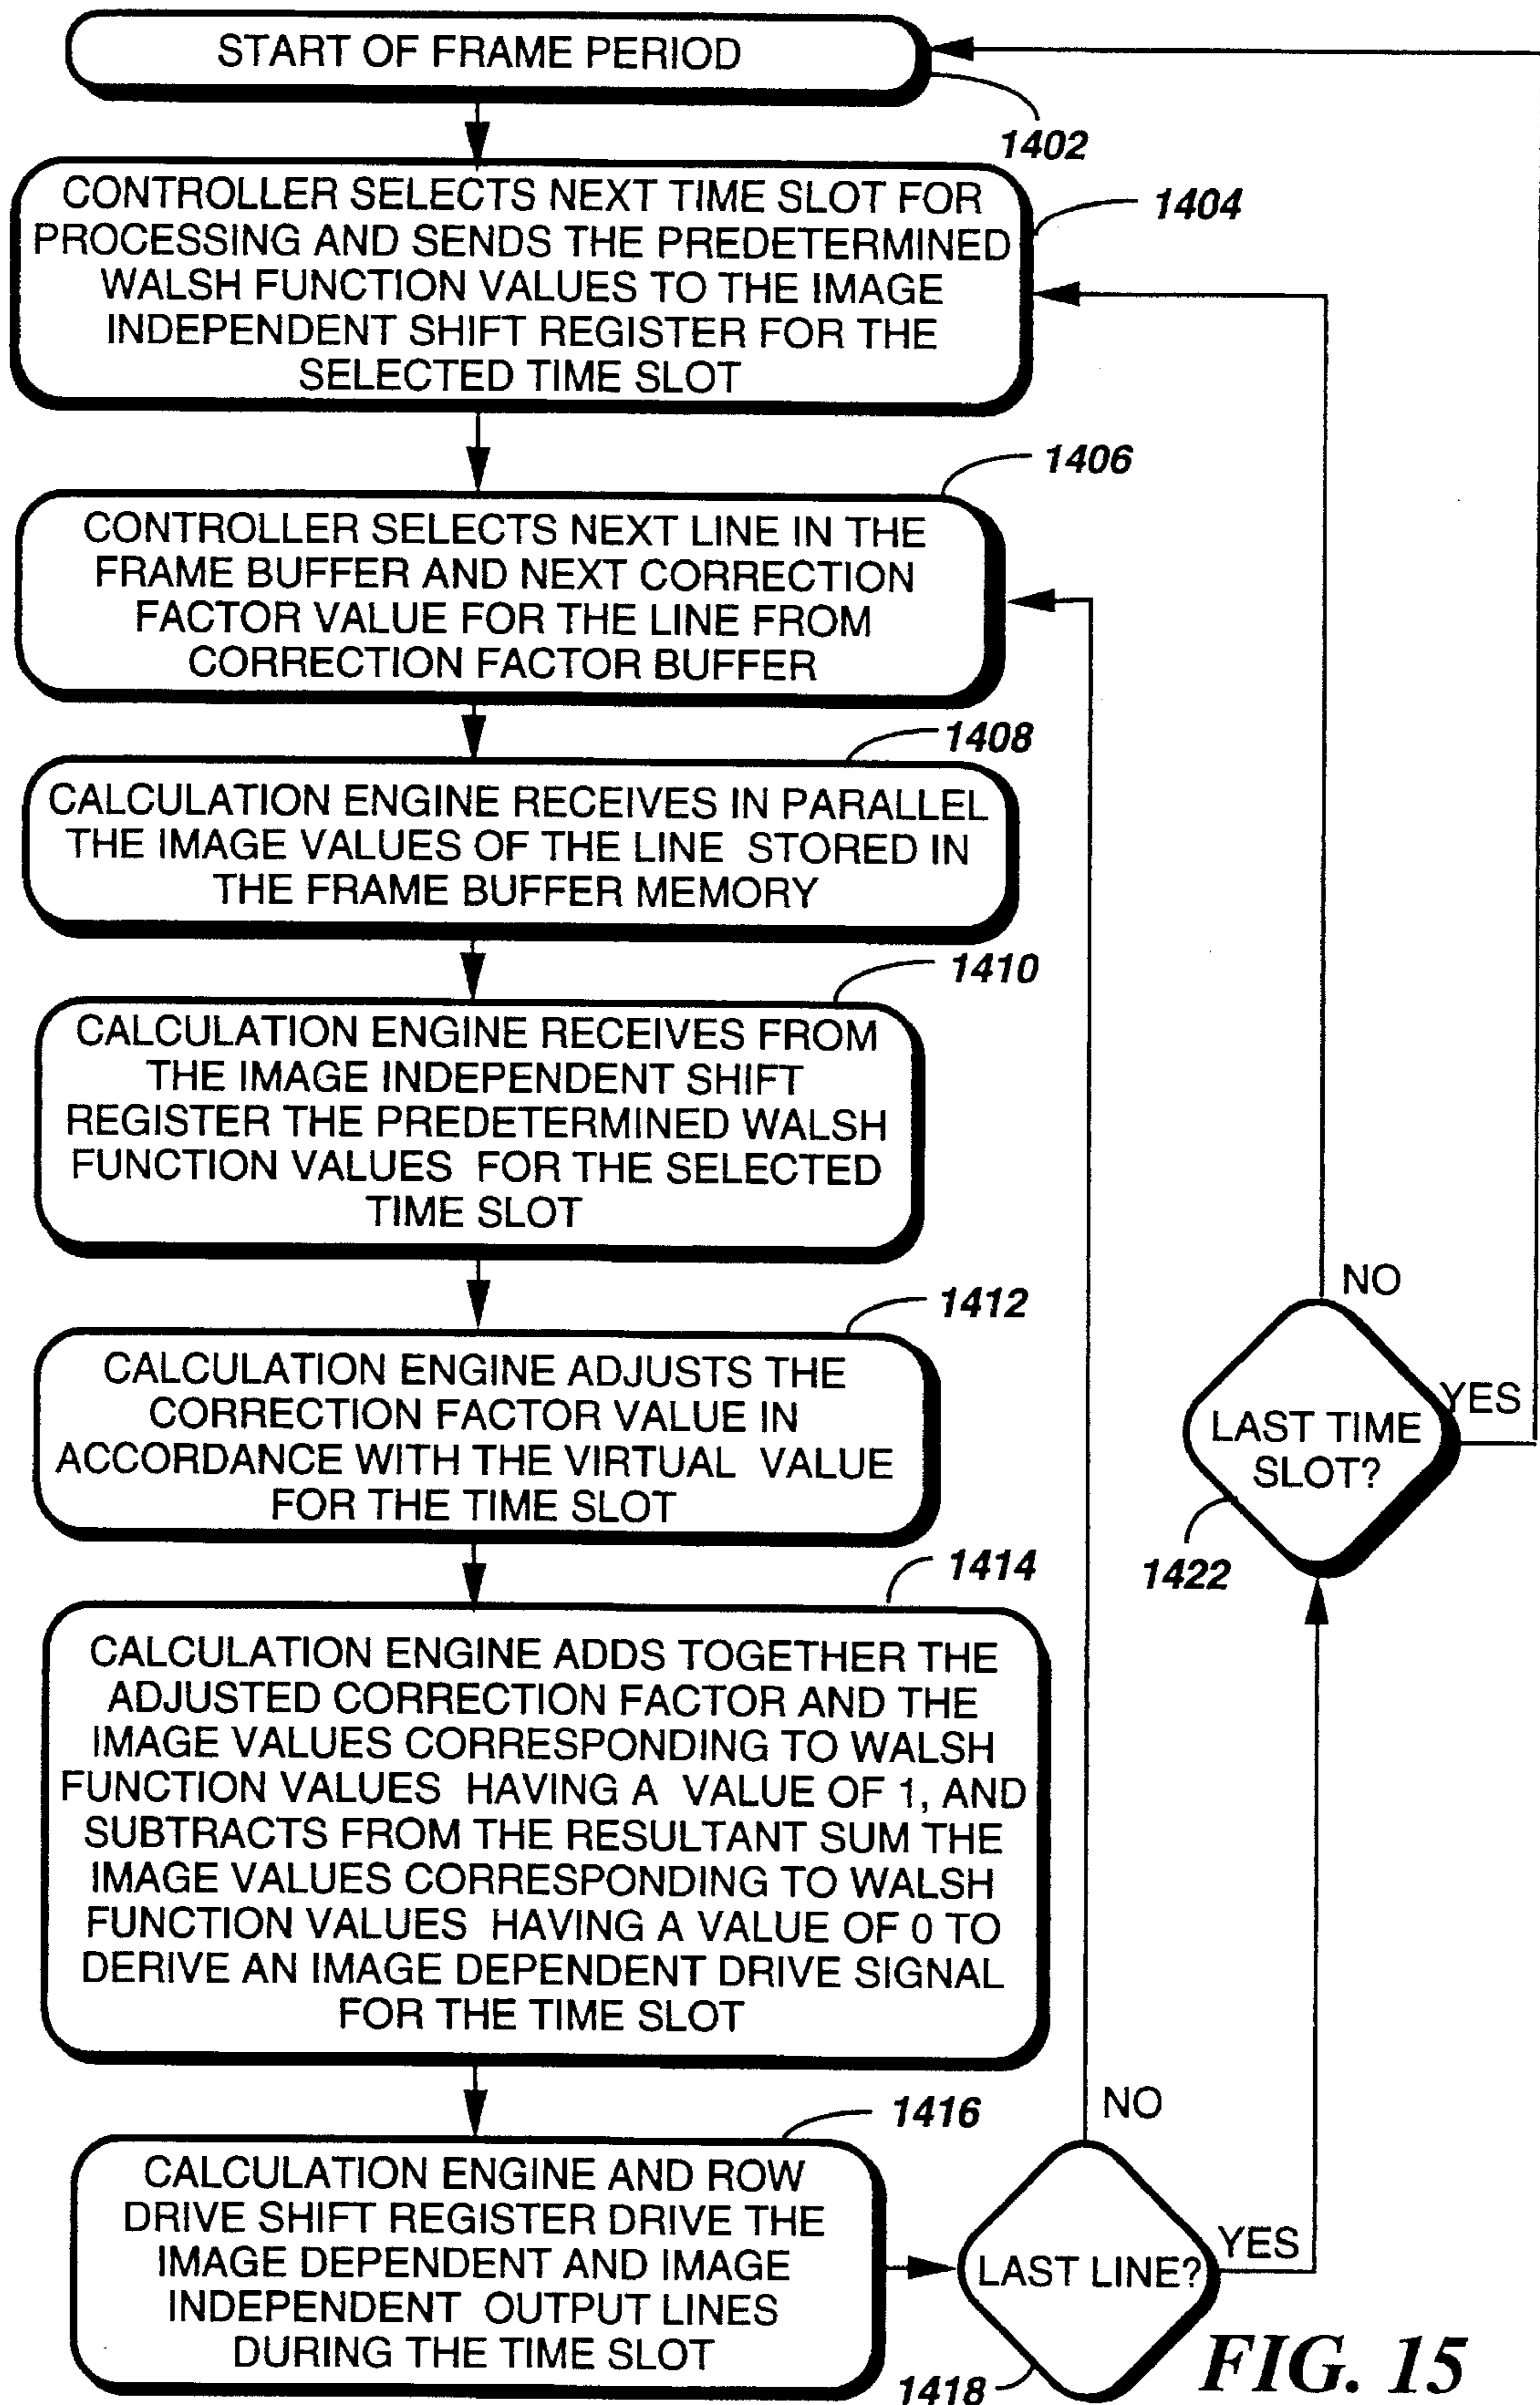 START OF FRAME PERIOD
1402
CONTROLLER SELECTS NEXT TIME SLOT FOR
PROCESSING AND SENDS THE PREDETERMINED
WALSH FUNCTION VALUES TO THE IMAGE
INDEPENDENT SHIFT REGISTER FOR THE
SELECTED TIME SLOT
1404
1406
CONTROLLER SELECTS NEXT LINE IN THE
FRAME BUFFER AND NEXT CORRECTION
FACTOR VALUE FOR THE LINE FROM
CORRECTION FACTOR BUFFER
1408
CALCULATION ENGINE RECEIVES IN PARALLEL
THE IMAGE VALUES OF THE LINE STORED IN
THE FRAME BUFFER MEMORY
1410
CALCULATION ENGINE RECEIVES FROM
THE IMAGE INDEPENDENT SHIFT
REGISTER THE PREDETERMINED WALSH
FUNCTION VALUES FOR THE SELECTED
TIME SLOT
1412
CALCULATION ENGINE ADJUSTS THE
CORRECTION FACTOR VALUE IN
ACCORDANCE WITH THE VIRTUAL VALUE
FOR THE TIME SLOT
1414
CALCULATION ENGINE ADDS TOGETHER THE
ADJUSTED CORRECTION FACTOR AND THE
IMAGE VALUES CORRESPONDING TO WALSH
FUNCTION VALUES HAVING A VALUE OF 1, AND
SUBTRACTS FROM THE RESULTANT SUM THE
IMAGE VALUES CORRESPONDING TO WALSH
FUNCTION VALUES HAVING A VALUE OF 0 TO
DERIVE AN IMAGE DEPENDENT DRIVE SIGNAL
FOR THE TIME SLOT
1416
CALCULATION ENGINE AND ROW
DRIVE SHIFT REGISTER DRIVE THE
IMAGE DEPENDENT AND IMAGE
INDEPENDENT OUTPUT LINES
DURING THE TIME SLOT
NO
LAST LINE?
YES
1418
NO
LAST TIME
SLOT?
YES
1422
FIG. 15